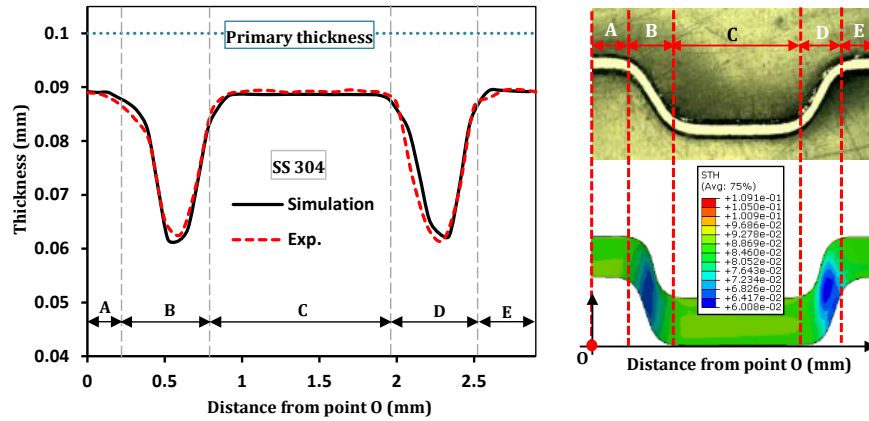 0.1
0.09
0.08
0.07
0.06
0.05
0.04
Thickness (mm)
Primary thickness
SS 304
Simulation
Exp.
A B C D E
0 0.5 1 1.5 2 2.5
Distance from point O (mm)
A B C D E
STH
(Avg: 75%)
+1.091e-01
+1.050e-01
+1.009e-01
+9.686e-02
+9.278e-02
+8.869e-02
+8.460e-02
+8.052e-02
+7.643e-02
+7.234e-02
+6.826e-02
+6.417e-02
+6.008e-02
O
Distance from point O (mm)